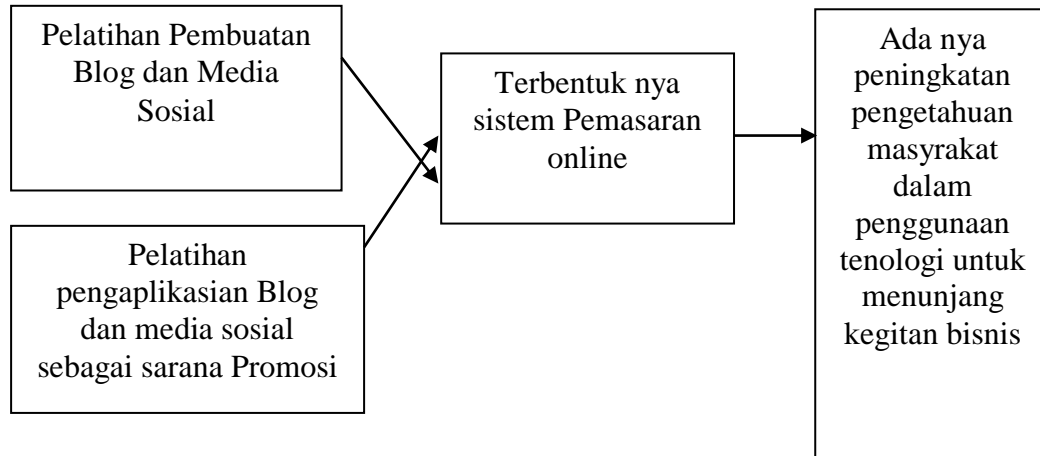 Pelatihan Pembuatan
Blog dan Media
Sosial
Pelatihan
pengaplikasian Blog
dan media sosial
sebagai sarana Promosi
Terbentuk nya
sistem Pemasaran
online
Ada nya
peningkatan
pengetahuan
masyrakat
dalam
penggunaan
tenologi untuk
menunjang
kegitan bisnis